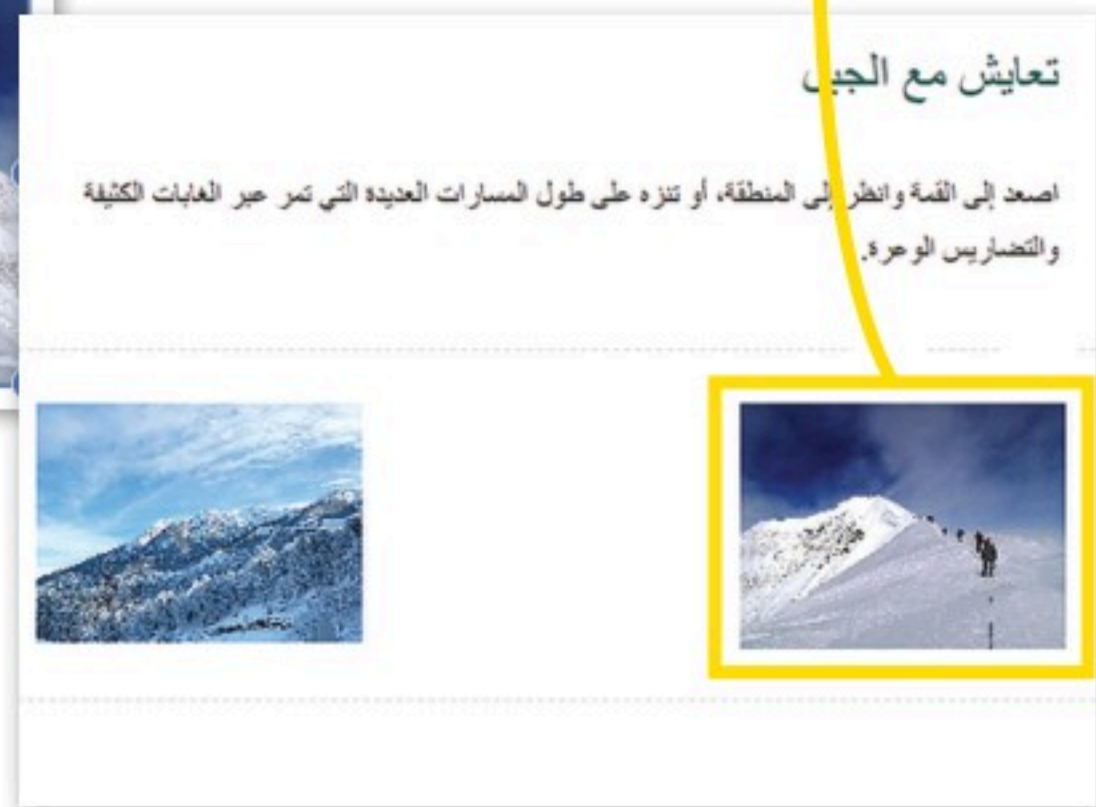 تعايش مع الجبل
اصعد إلى القمة وانظر إلى المنطقة، أو تنزه على طول المسارات العديدة التي تمر عبر الغابات الكثيفة
والتضاريس الوعرة.